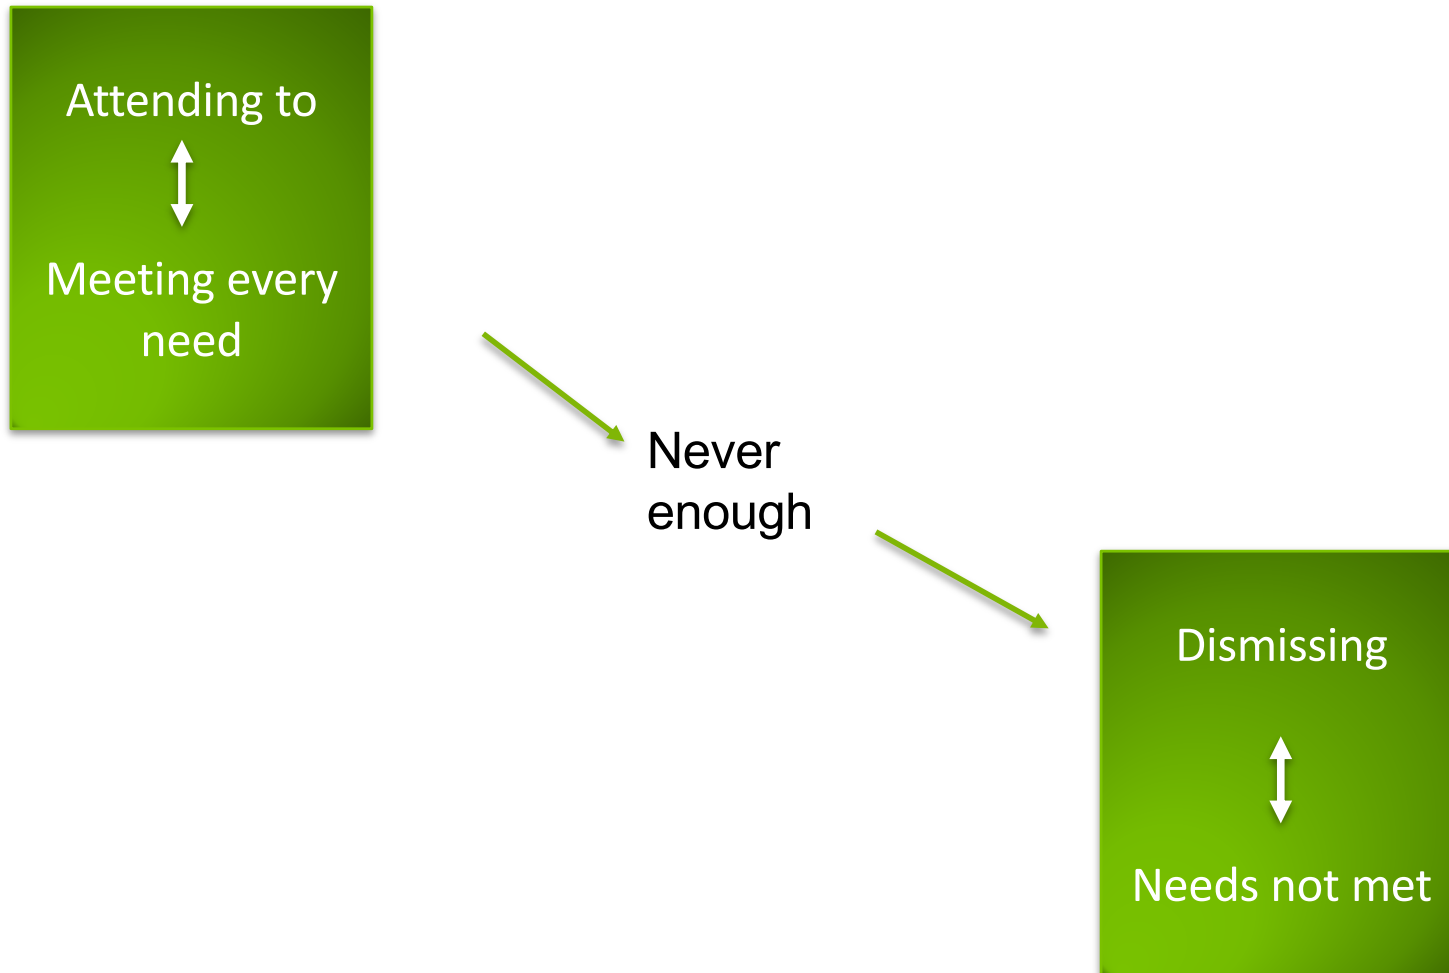 Attending to
Meeting every
need
Never
enough
Dismissing
Needs not met